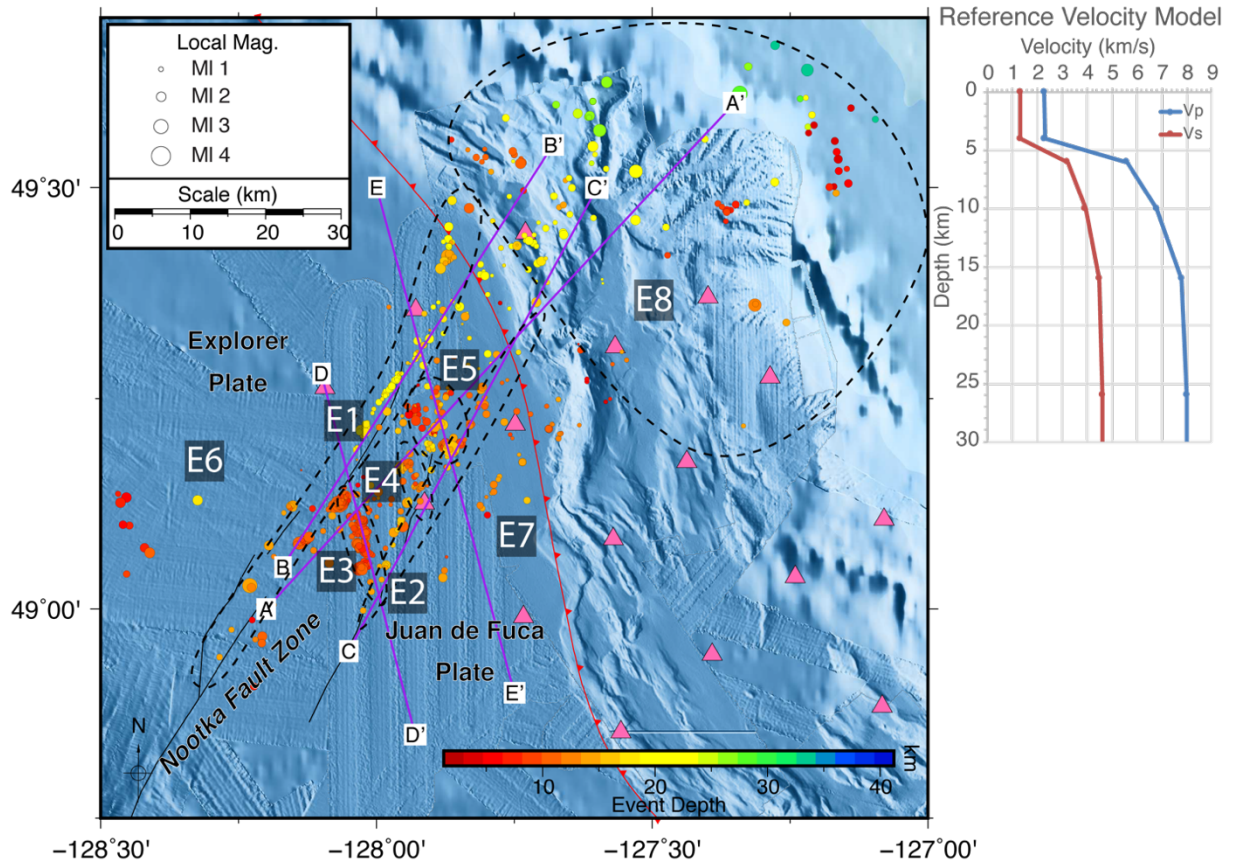 Local Mag.
Ml 1
Ml 2
Ml 3
Ml 4
Scale (km)
0 10 20 30
Reference Velocity Model
Velocity (km/s)
0 1 2 3 4 5 6 7 8 9
0
5
10
15
20
25
30
Depth (km)
Vp
Vs
49°30'
49°00'
A'
B'
C'
E
E8
Explorer
Plate
D
E5
E1
E6
E4
E7
B
E3
A
E2
C
Juan de Fuca
Plate
E'
D'
Nootka Fault Zone
N
km
10 20 30 40
Event Depth
−128°30' −128°00' −127°30' −127°00'